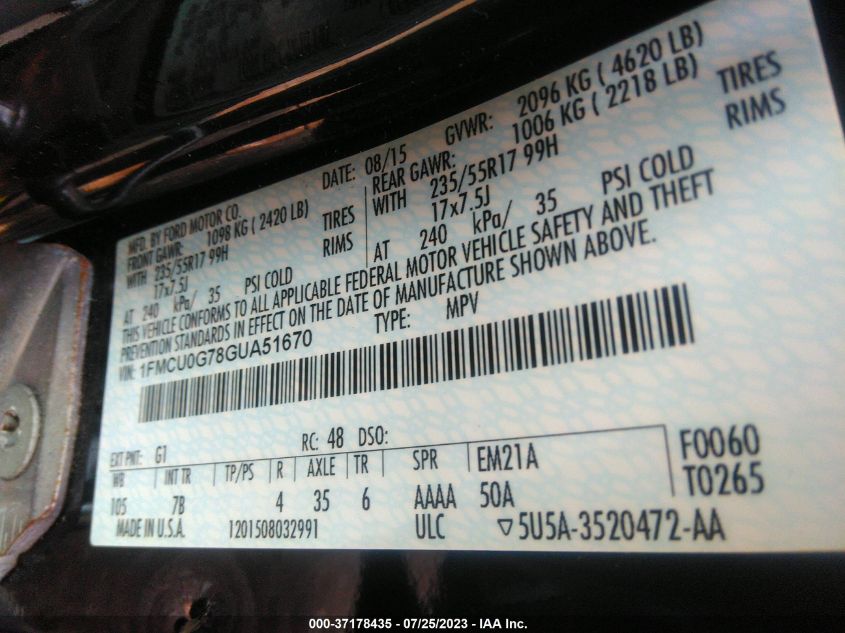 MFD. BY FORD MOTOR CO.
DATE: 08/15 GVWR: 2096 KG ( 4620 LB)
FRONT GAWR: 1098 KG ( 2420 LB)
REAR GAWR: 1006 KG ( 2218 LB)
WITH 235/55R17 99H TIRES
WITH 235/55R17 99H TIRES
17x7.5J RIMS
17x7.5J RIMS
AT 240 kPa/ 35 PSI COLD
AT 240 kPa/ 35 PSI COLD
THIS VEHICLE CONFORMS TO ALL APPLICABLE FEDERAL MOTOR VEHICLE SAFETY AND THEFT
PREVENTION STANDARDS IN EFFECT ON THE DATE OF MANUFACTURE SHOWN ABOVE.
VIN: 1FMCU0G78GUA51670 TYPE: MPV
EXT PNT: G1 RC: 48 DSO:
F0060
WB INT TR TP/PS R AXLE TR SPR EM21A
T0265
105 7B 4 35 6 AAAA 50A
MADE IN U.S.A. 1201508032991 ULC ▽5U5A-3520472-AA
000-37178435 - 07/25/2023 - IAA Inc.